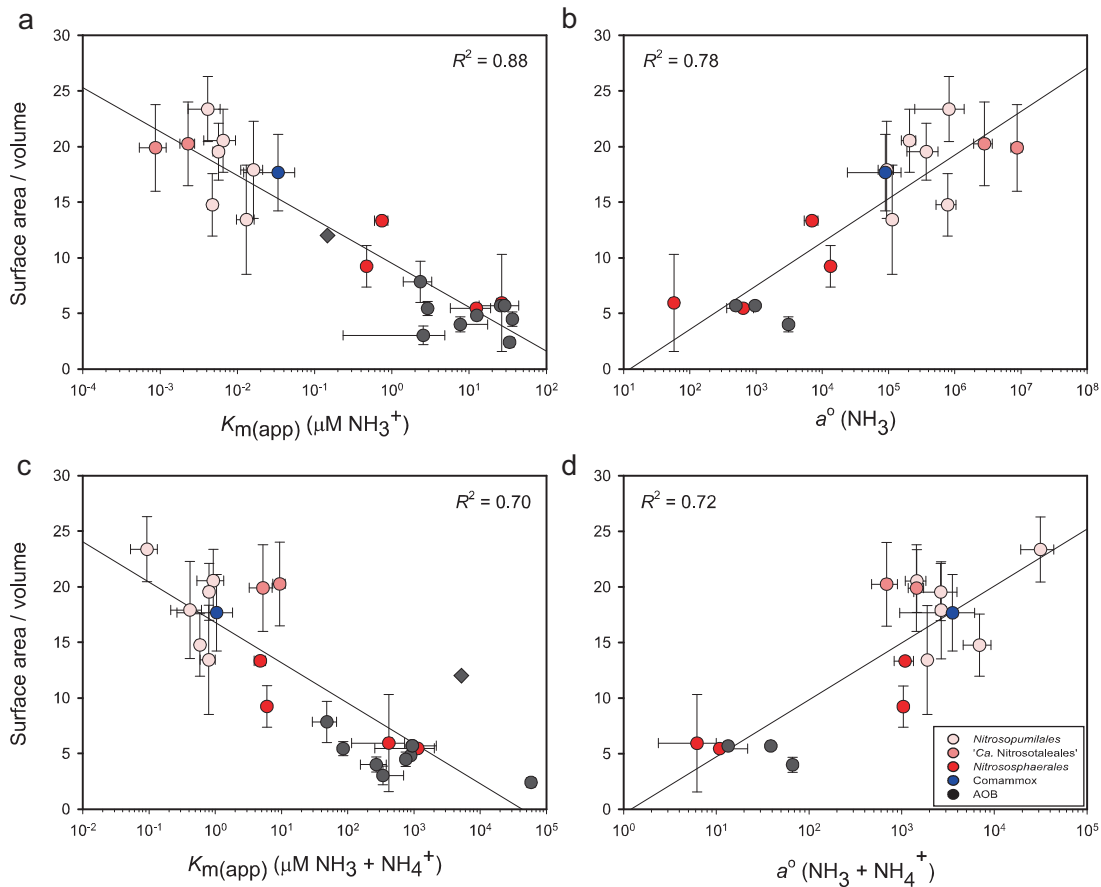 a
R² = 0.88
30
25
20
15
10
5
0
Surface area / volume
10⁻⁴ 10⁻³ 10⁻² 10⁻¹ 10⁰ 10¹ 10²
Km(app) (μM NH₃⁺)
b
R² = 0.78
30
25
20
15
10
5
0
10¹ 10² 10³ 10⁴ 10⁵ 10⁶ 10⁷ 10⁸
aº (NH₃)
c
R² = 0.70
30
25
20
15
10
5
0
Surface area / volume
10⁻² 10⁻¹ 10⁰ 10¹ 10² 10³ 10⁴ 10⁵
Km(app) (μM NH₃ + NH₄⁺)
d
R² = 0.72
30
25
20
15
10
5
0
10⁰ 10¹ 10² 10³ 10⁴ 10⁵
aº (NH₃ + NH₄⁺)
Nitrosopumilales
'Ca. Nitrosotaleales'
Nitrososphaerales
Comammox
AOB